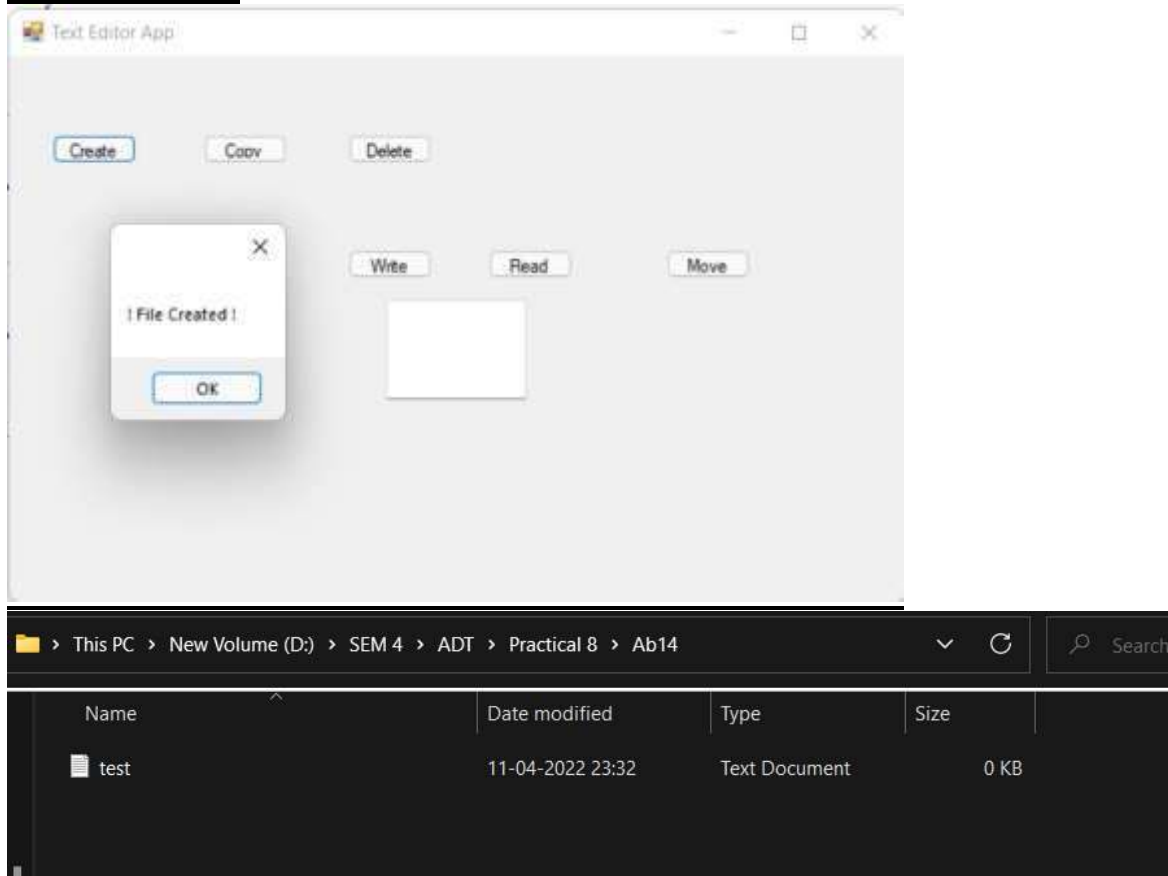 Text Editor App
Create Copy Delete
Write Read Move
! File Created !
OK
This PC > New Volume (D:) > SEM 4 > ADT > Practical 8 > Ab14
Search
Name Date modified Type Size
test 11-04-2022 23:32 Text Document 0 KB